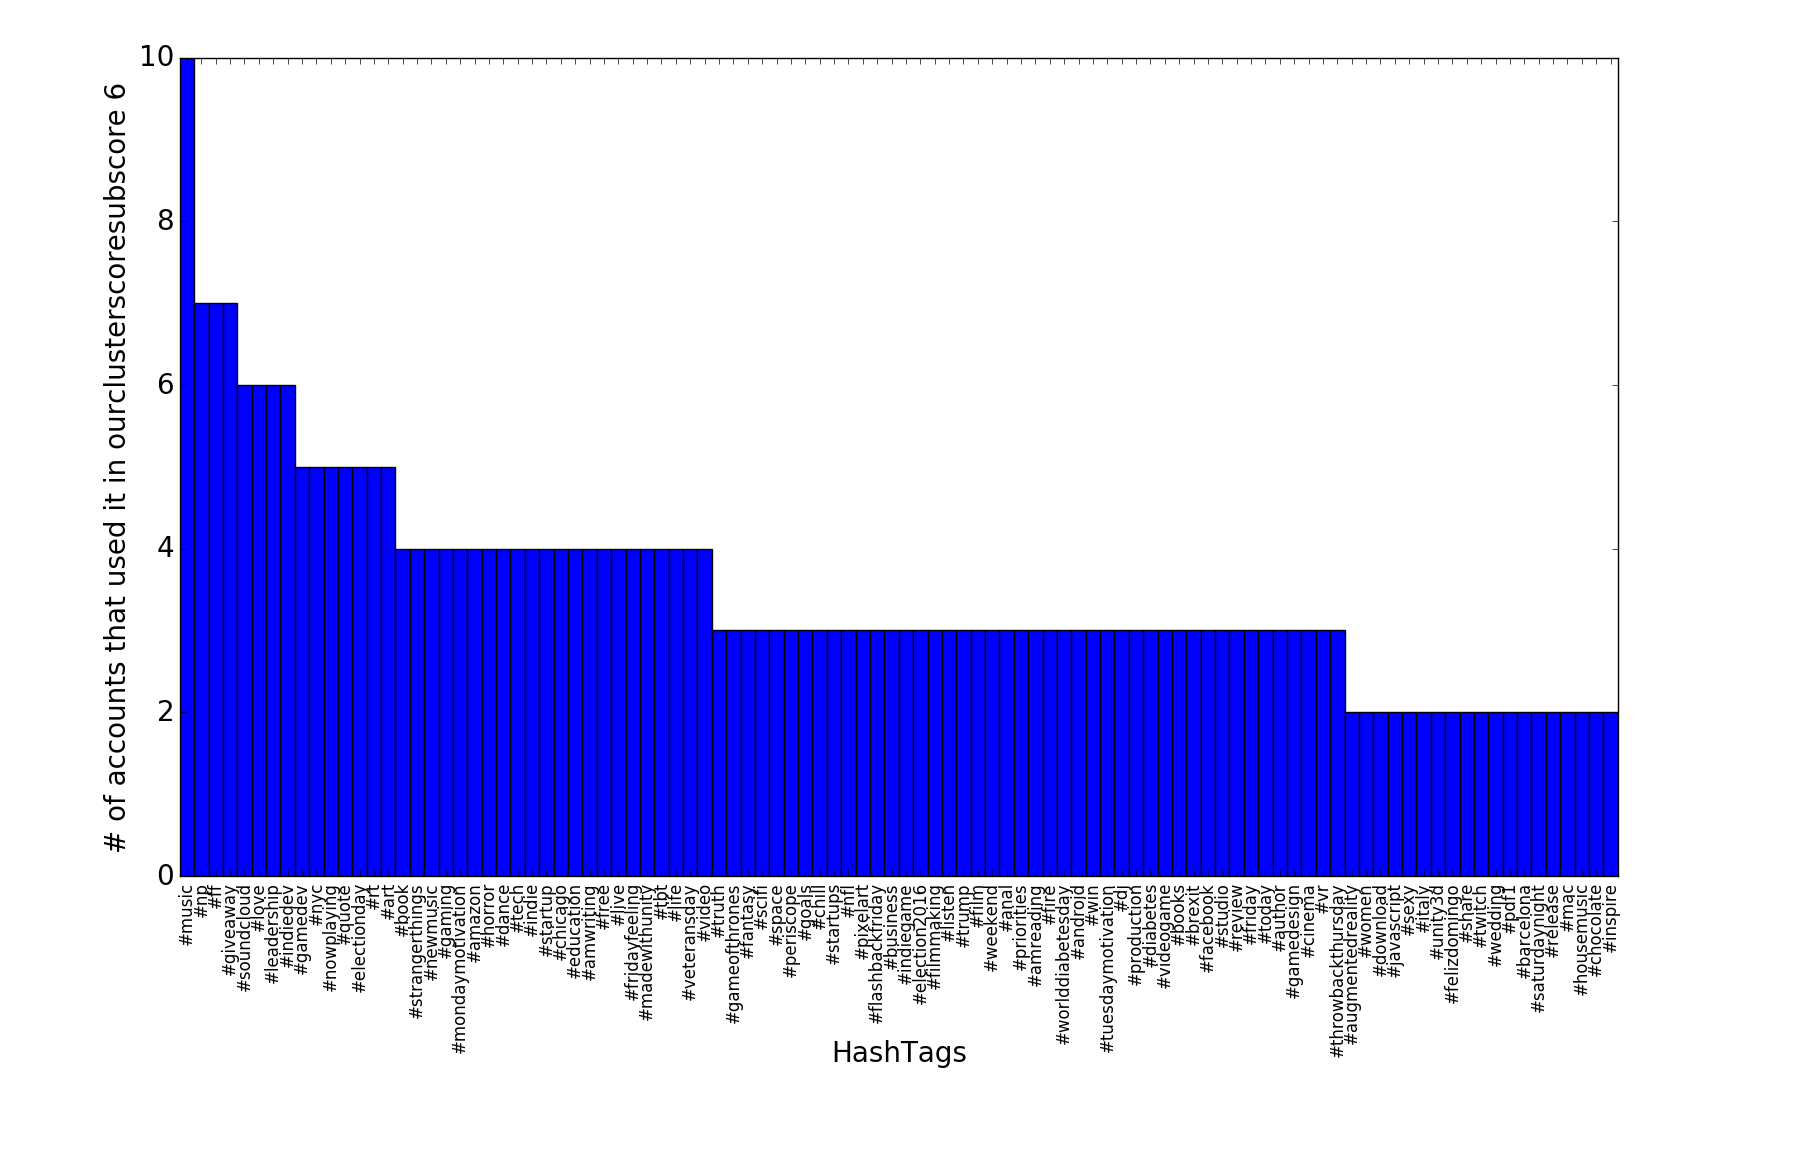 10
8
6
4
2
0
# of accounts that used it in ourclusterscoresubscore 6
#music
#np
#ff
#giveaway
#soundcloud
#love
#leadership
#indiedev
#gamedev
#nyc
#nowplaying
#quote
#electionday
#rt
#art
#book
#strangerthings
#newmusic
#gaming
#mondaymotivation
#amazon
#horror
#dance
#tech
#indie
#startup
#chicago
#education
#amwriting
#free
#live
#fridayfeeling
#madewithunity
#tbt
#life
#veteransday
#video
#truth
#gameofthrones
#fantasy
#scifi
#space
#periscope
#goals
#chill
#startups
#nfl
#pixelart
#flashbackfriday
#business
#indiegame
#election2016
#filmmaking
#listen
#trump
#film
#weekend
#anal
#priorities
#amreading
#fire
#worlddiabetesday
#android
#win
#tuesdaymotivation
#dj
#production
#diabetes
#videogame
#books
#brexit
#facebook
#studio
#review
#friday
#today
#author
#gamedesign
#cinema
#vr
#throwbackthursday
#augmentedreality
#women
#download
#javascript
#sexy
#italy
#unity3d
#felizdomingo
#share
#twitch
#wedding
#pdf1
#barcelona
#saturdaynight
#release
#mac
#housemusic
#chocolate
#inspire
HashTags